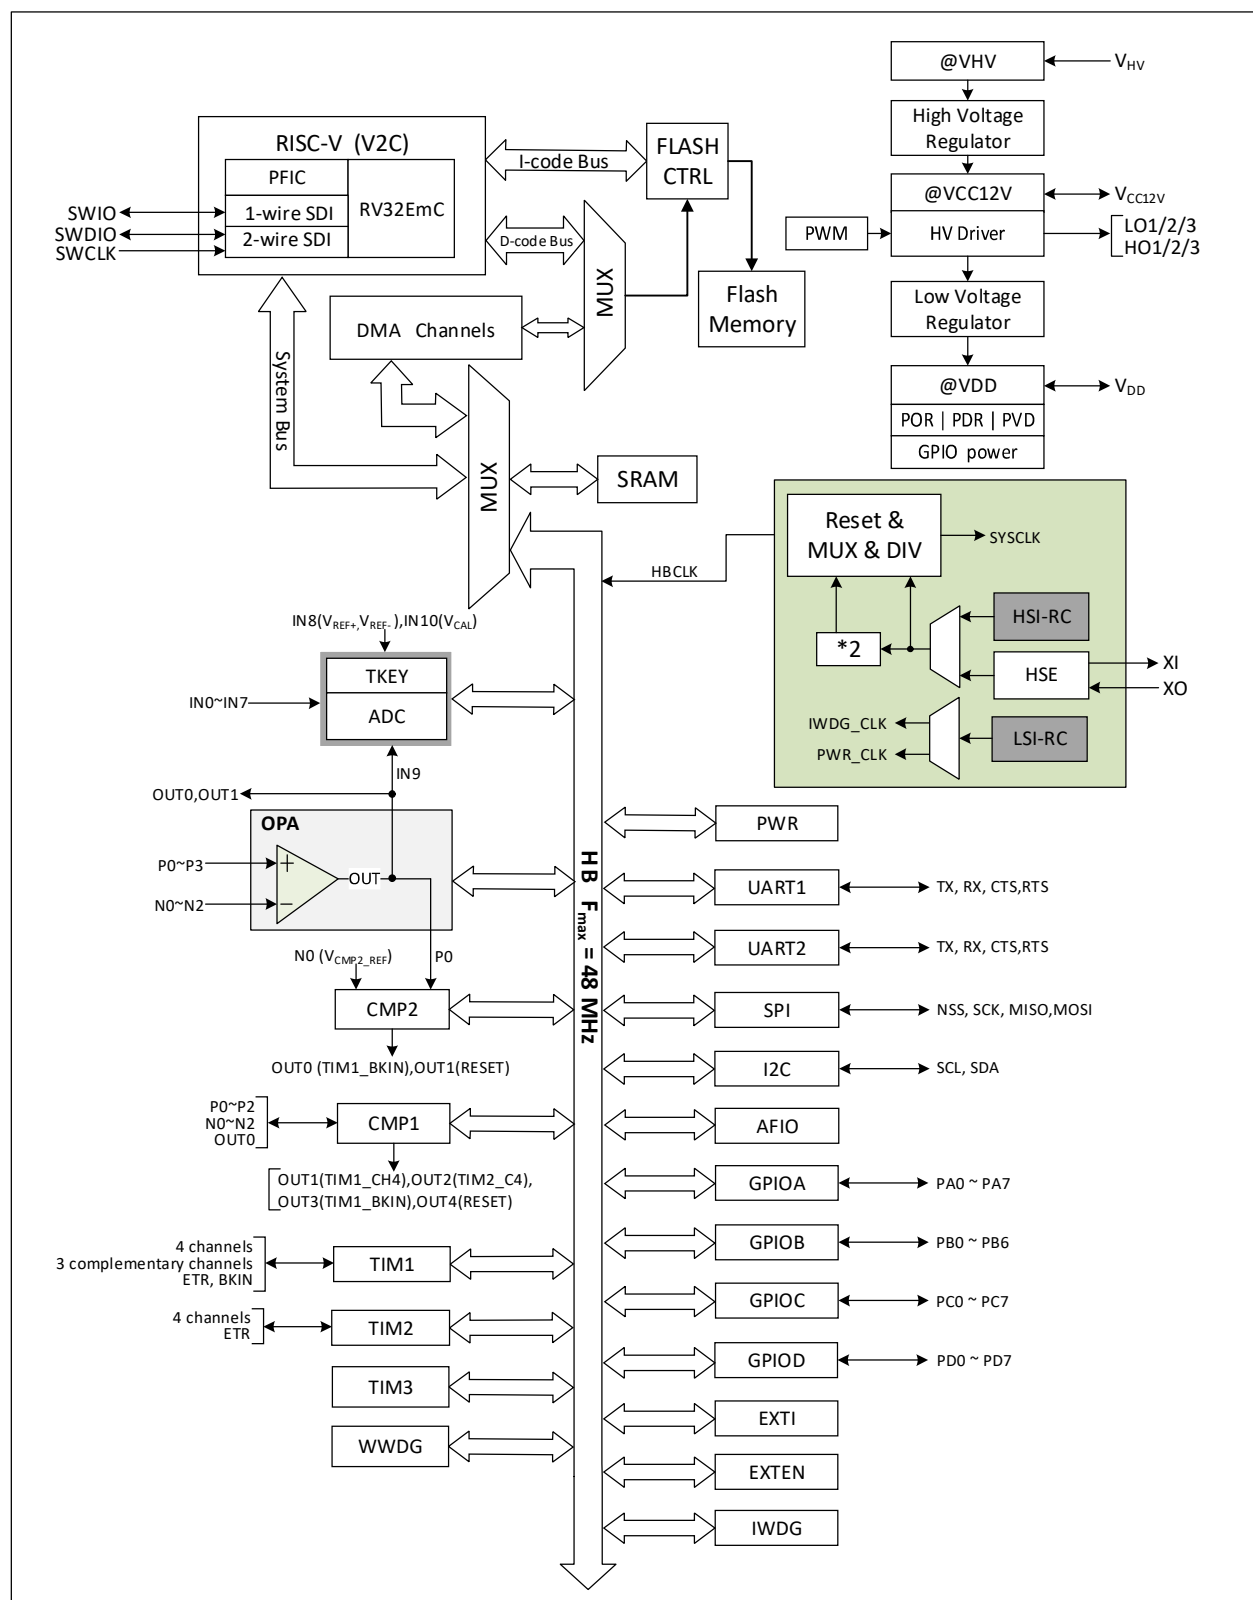 @VHV
V_HV
High Voltage
Regulator
@VCC12V
V_CC12V
PWM
HV Driver
LO1/2/3
HO1/2/3
Low Voltage
Regulator
@VDD
V_DD
POR | PDR | PVD
GPIO power
RISC-V (V2C)
PFIC
1-wire SDI
2-wire SDI
RV32EmC
SWIO
SWDIO
SWCLK
I-code Bus
FLASH
CTRL
D-code Bus
MUX
Flash
Memory
DMA Channels
System Bus
MUX
SRAM
Reset &
MUX & DIV
SYSCLK
HBCLK
*2
HSI-RC
HSE
XI
XO
IWDG_CLK
PWR_CLK
LSI-RC
IN8(V_REF+,V_REF-),IN10(V_CAL)
TKEY
ADC
IN0~IN7
IN9
OUT0,OUT1
OPA
P0~P3
N0~N2
+
−
OUT
N0 (V_CMP2_REF)
P0
CMP2
OUT0 (TIM1_BKIN),OUT1(RESET)
P0~P2
N0~N2
OUT0
CMP1
OUT1(TIM1_CH4),OUT2(TIM2_C4),
OUT3(TIM1_BKIN),OUT4(RESET)
4 channels
3 complementary channels
ETR, BKIN
TIM1
4 channels
ETR
TIM2
TIM3
WWDG
HB F_max = 48 MHz
PWR
UART1
TX, RX, CTS,RTS
UART2
TX, RX, CTS,RTS
SPI
NSS, SCK, MISO,MOSI
I2C
SCL, SDA
AFIO
GPIOA
PA0 ~ PA7
GPIOB
PB0 ~ PB6
GPIOC
PC0 ~ PC7
GPIOD
PD0 ~ PD7
EXTI
EXTEN
IWDG